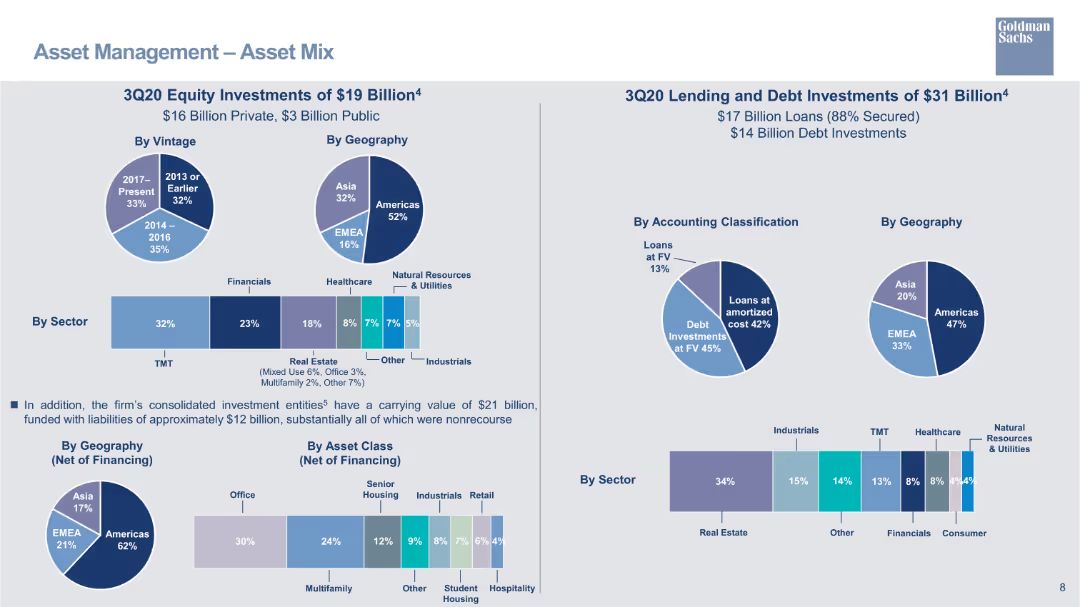 Goldman
Sachs
Asset Management – Asset Mix
3Q20 Equity Investments of $19 Billion⁴
$16 Billion Private, $3 Billion Public
By Vintage
2017–
Present
33%
2013 or
Earlier
32%
2014 –
2016
35%
By Geography
Asia
32%
Americas
52%
EMEA
16%
By Sector
Financials
Healthcare
Natural Resources
& Utilities
32%
23%
18%
8%
7%
7%
5%
TMT
Real Estate
(Mixed Use 6%, Office 3%,
Multifamily 2%, Other 7%)
Other
Industrials
■ In addition, the firm's consolidated investment entities⁵ have a carrying value of $21 billion,
funded with liabilities of approximately $12 billion, substantially all of which were nonrecourse
By Geography
(Net of Financing)
Asia
17%
EMEA
21%
Americas
62%
By Asset Class
(Net of Financing)
Office
Senior
Housing
Industrials
Retail
30%
24%
12%
9%
8%
7%
6%
4%
Multifamily
Other
Student
Housing
Hospitality
3Q20 Lending and Debt Investments of $31 Billion⁴
$17 Billion Loans (88% Secured)
$14 Billion Debt Investments
By Accounting Classification
Loans
at FV
13%
Loans at
amortized
cost 42%
Debt
Investments
at FV 45%
By Geography
Asia
20%
Americas
47%
EMEA
33%
By Sector
Industrials
TMT
Healthcare
Natural
Resources
& Utilities
34%
15%
14%
13%
8%
8%
4%
4%
Real Estate
Other
Financials
Consumer
8